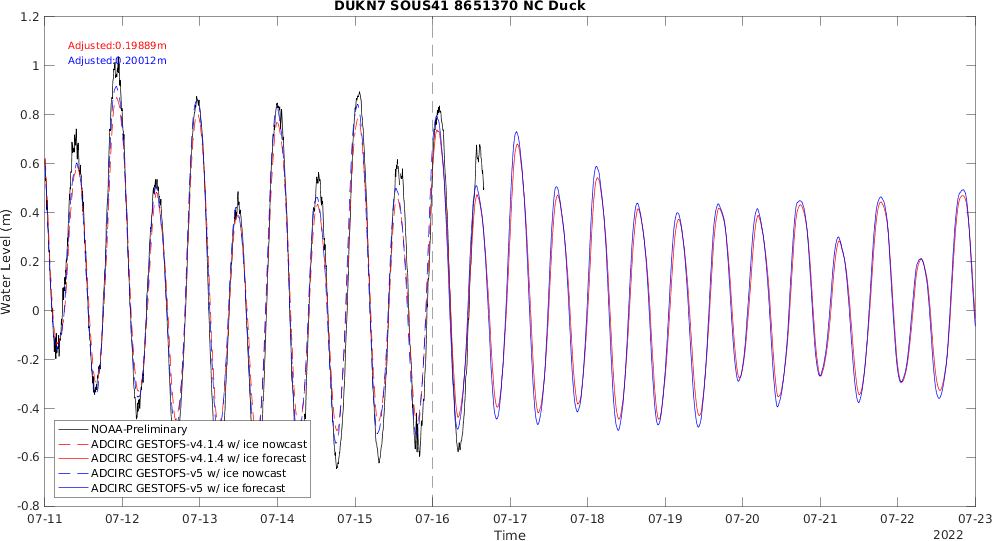 DUKN7 SOUS41 8651370 NC Duck
1.2
1
0.8
0.6
0.4
0.2
0
-0.2
-0.4
-0.6
-0.8
Water Level (m)
Adjusted:0.19889m
Adjusted:0.20012m
NOAA-Preliminary
ADCIRC GESTOFS-v4.1.4 w/ ice nowcast
ADCIRC GESTOFS-v4.1.4 w/ ice forecast
ADCIRC GESTOFS-v5 w/ ice nowcast
ADCIRC GESTOFS-v5 w/ ice forecast
07-11 07-12 07-13 07-14 07-15 07-16 07-17 07-18 07-19 07-20 07-21 07-22 07-23
Time
2022